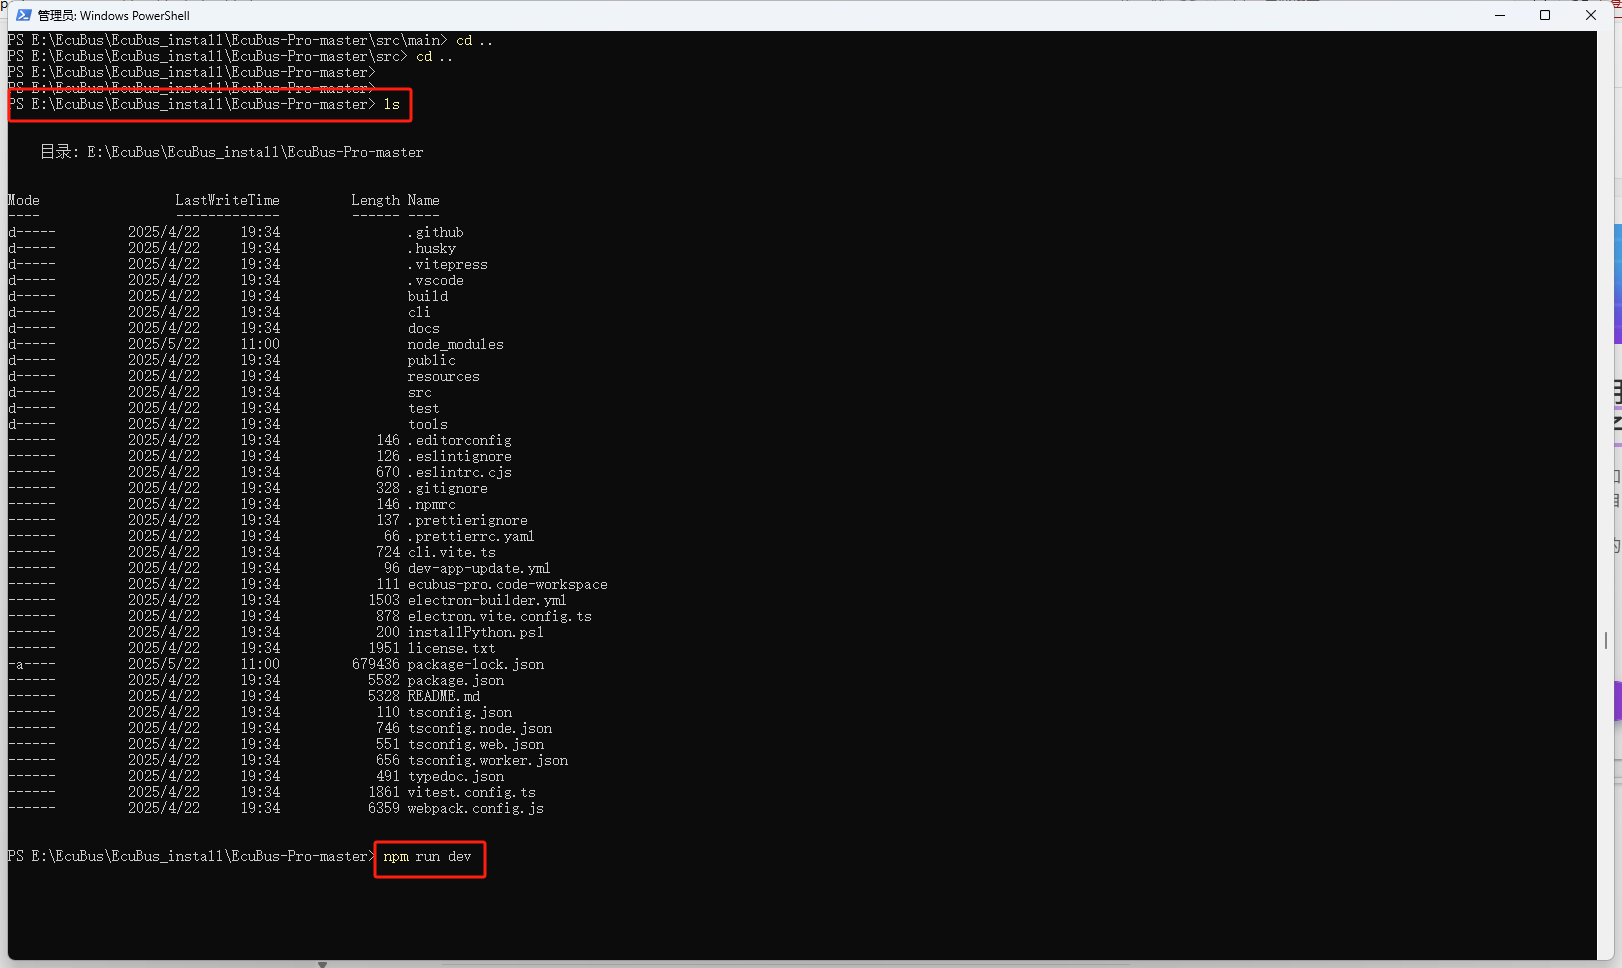 管理员: Windows PowerShell
PS E:\EcuBus\EcuBus_install\EcuBus-Pro-master\src\main> cd ..
PS E:\EcuBus\EcuBus_install\EcuBus-Pro-master\src> cd ..
PS E:\EcuBus\EcuBus_install\EcuBus-Pro-master>
PS E:\EcuBus\EcuBus_install\EcuBus-Pro-master>
PS E:\EcuBus\EcuBus_install\EcuBus-Pro-master> ls
目录: E:\EcuBus\EcuBus_install\EcuBus-Pro-master
Mode LastWriteTime Length Name
---- ------------- ------ ----
d----- 2025/4/22 19:34 .github
d----- 2025/4/22 19:34 .husky
d----- 2025/4/22 19:34 .vitepress
d----- 2025/4/22 19:34 .vscode
d----- 2025/4/22 19:34 build
d----- 2025/4/22 19:34 cli
d----- 2025/4/22 19:34 docs
d----- 2025/5/22 11:00 node_modules
d----- 2025/4/22 19:34 public
d----- 2025/4/22 19:34 resources
d----- 2025/4/22 19:34 src
d----- 2025/4/22 19:34 test
d----- 2025/4/22 19:34 tools
------ 2025/4/22 19:34 146 .editorconfig
------ 2025/4/22 19:34 126 .eslintignore
------ 2025/4/22 19:34 670 .eslintrc.cjs
------ 2025/4/22 19:34 328 .gitignore
------ 2025/4/22 19:34 146 .npmrc
------ 2025/4/22 19:34 137 .prettierignore
------ 2025/4/22 19:34 66 .prettierrc.yaml
------ 2025/4/22 19:34 724 cli.vite.ts
------ 2025/4/22 19:34 96 dev-app-update.yml
------ 2025/4/22 19:34 111 ecubus-pro.code-workspace
------ 2025/4/22 19:34 1503 electron-builder.yml
------ 2025/4/22 19:34 878 electron.vite.config.ts
------ 2025/4/22 19:34 200 installPython.ps1
------ 2025/4/22 19:34 1951 license.txt
-a---- 2025/5/22 11:00 679436 package-lock.json
------ 2025/4/22 19:34 5582 package.json
------ 2025/4/22 19:34 5328 README.md
------ 2025/4/22 19:34 110 tsconfig.json
------ 2025/4/22 19:34 746 tsconfig.node.json
------ 2025/4/22 19:34 551 tsconfig.web.json
------ 2025/4/22 19:34 656 tsconfig.worker.json
------ 2025/4/22 19:34 491 typedoc.json
------ 2025/4/22 19:34 1861 vitest.config.ts
------ 2025/4/22 19:34 6359 webpack.config.js
PS E:\EcuBus\EcuBus_install\EcuBus-Pro-master> npm run dev